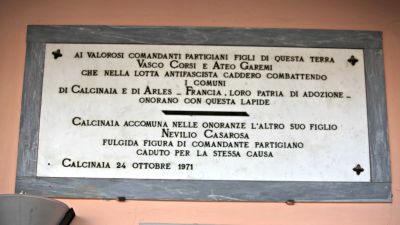 AI VALOROSI COMANDANTI PARTIGIANI FIGLI DI QUESTA TERRA
VASCO CORSI E ATEO GAREMI
CHE NELLA LOTTA ANTIFASCISTA CADDERO COMBATTENDO
I COMUNI
DI CALCINAIA E DI ARLES _ FRANCIA, LORO PATRIA DI ADOZIONE _
ONORANO CON QUESTA LAPIDE
CALCINAIA ACCOMUNA NELLE ONORANZE L'ALTRO SUO FIGLIO
NEVILIO CASAROSA
FULGIDA FIGURA DI COMANDANTE PARTIGIANO
CADUTO PER LA STESSA CAUSA
CALCINAIA 24 OTTOBRE 1971